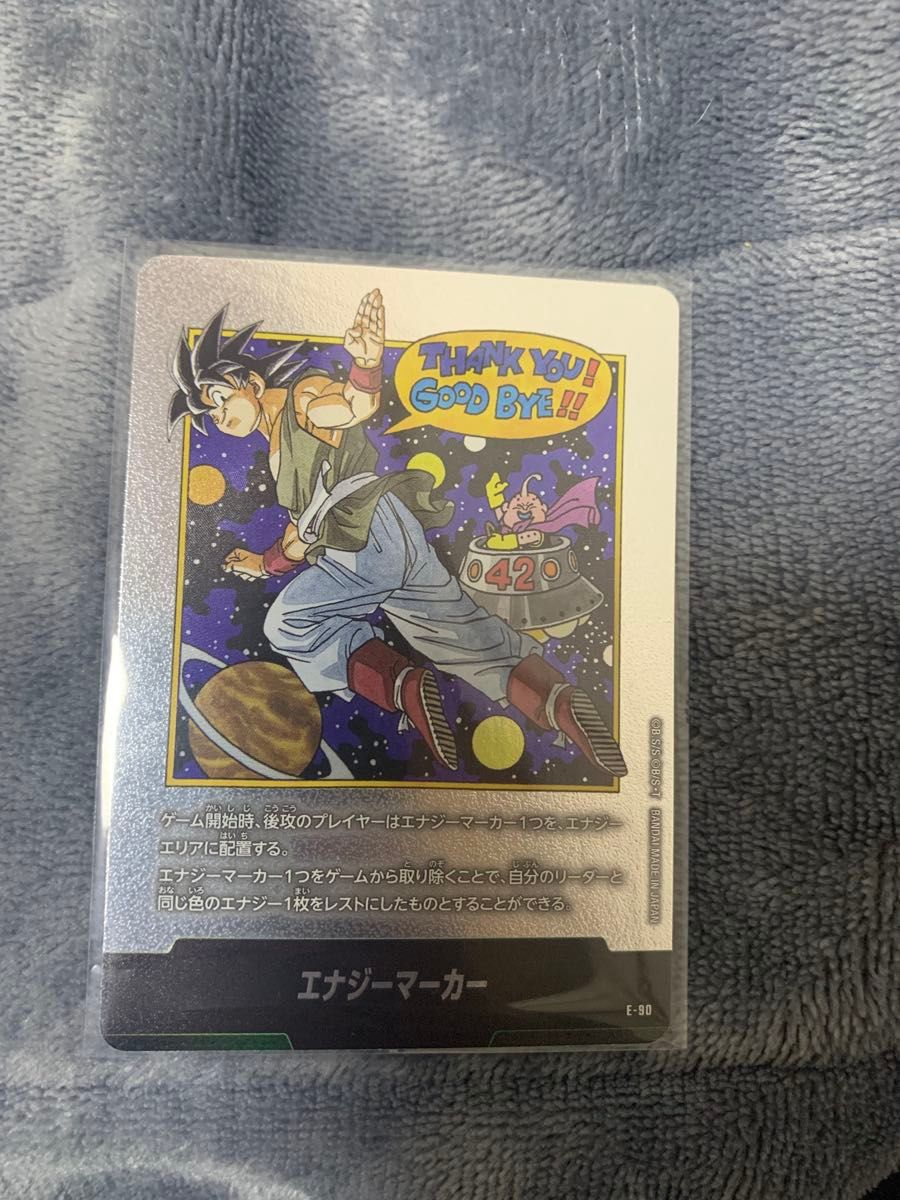 THANK YOU!
GOOD BYE!!
42
ゲーム開始時、後攻のプレイヤーはエナジーマーカー1つを、エナジー
エリアに配置する。
エナジーマーカー1つをゲームから取り除くことで、自分のリーダーと
同じ色のエナジー1枚をレストにしたものとすることができる。
©B.S/S ©B/S・T BANDAI MADE IN JAPAN
エナジーマーカー
E-90